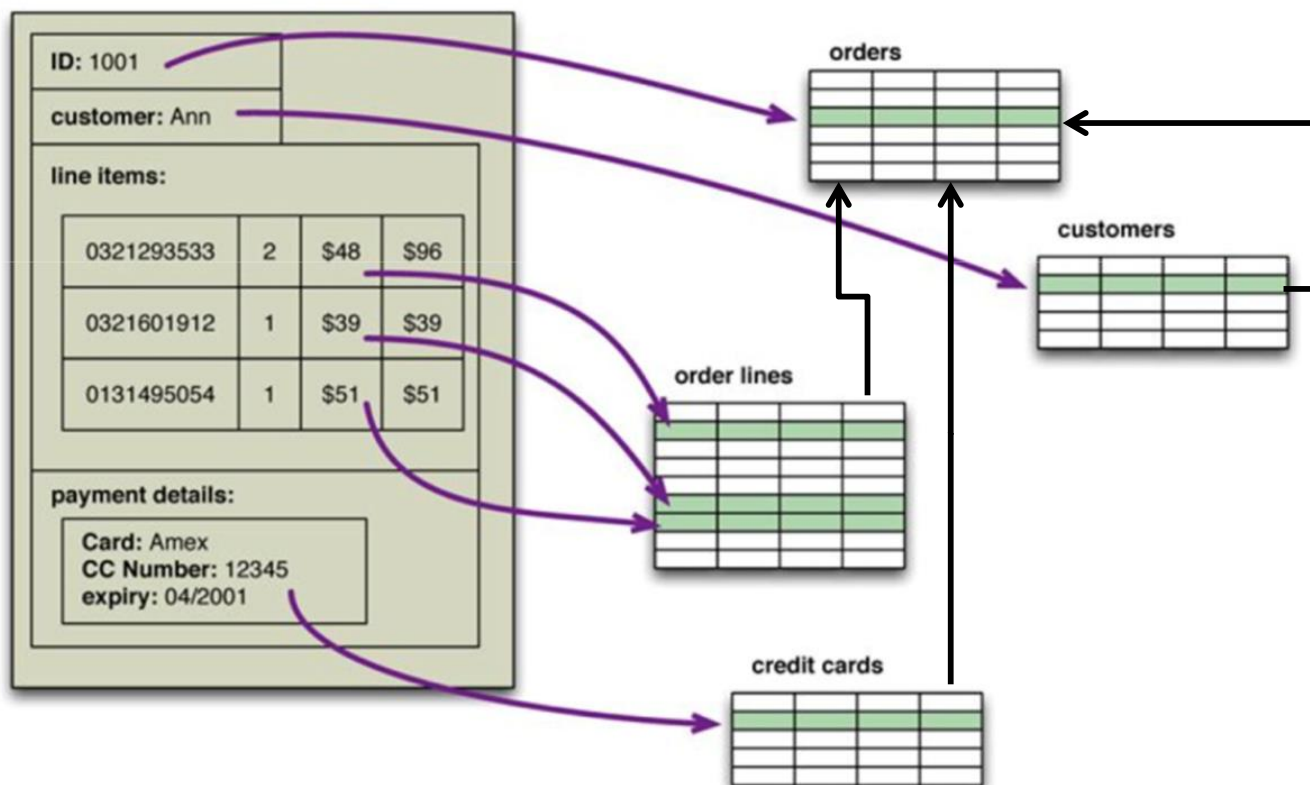 ID: 1001
customer: Ann
line items:
0321293533 2 $48 $96
0321601912 1 $39 $39
0131495054 1 $51 $51
payment details:
Card: Amex
CC Number: 12345
expiry: 04/2001
orders
customers
order lines
credit cards